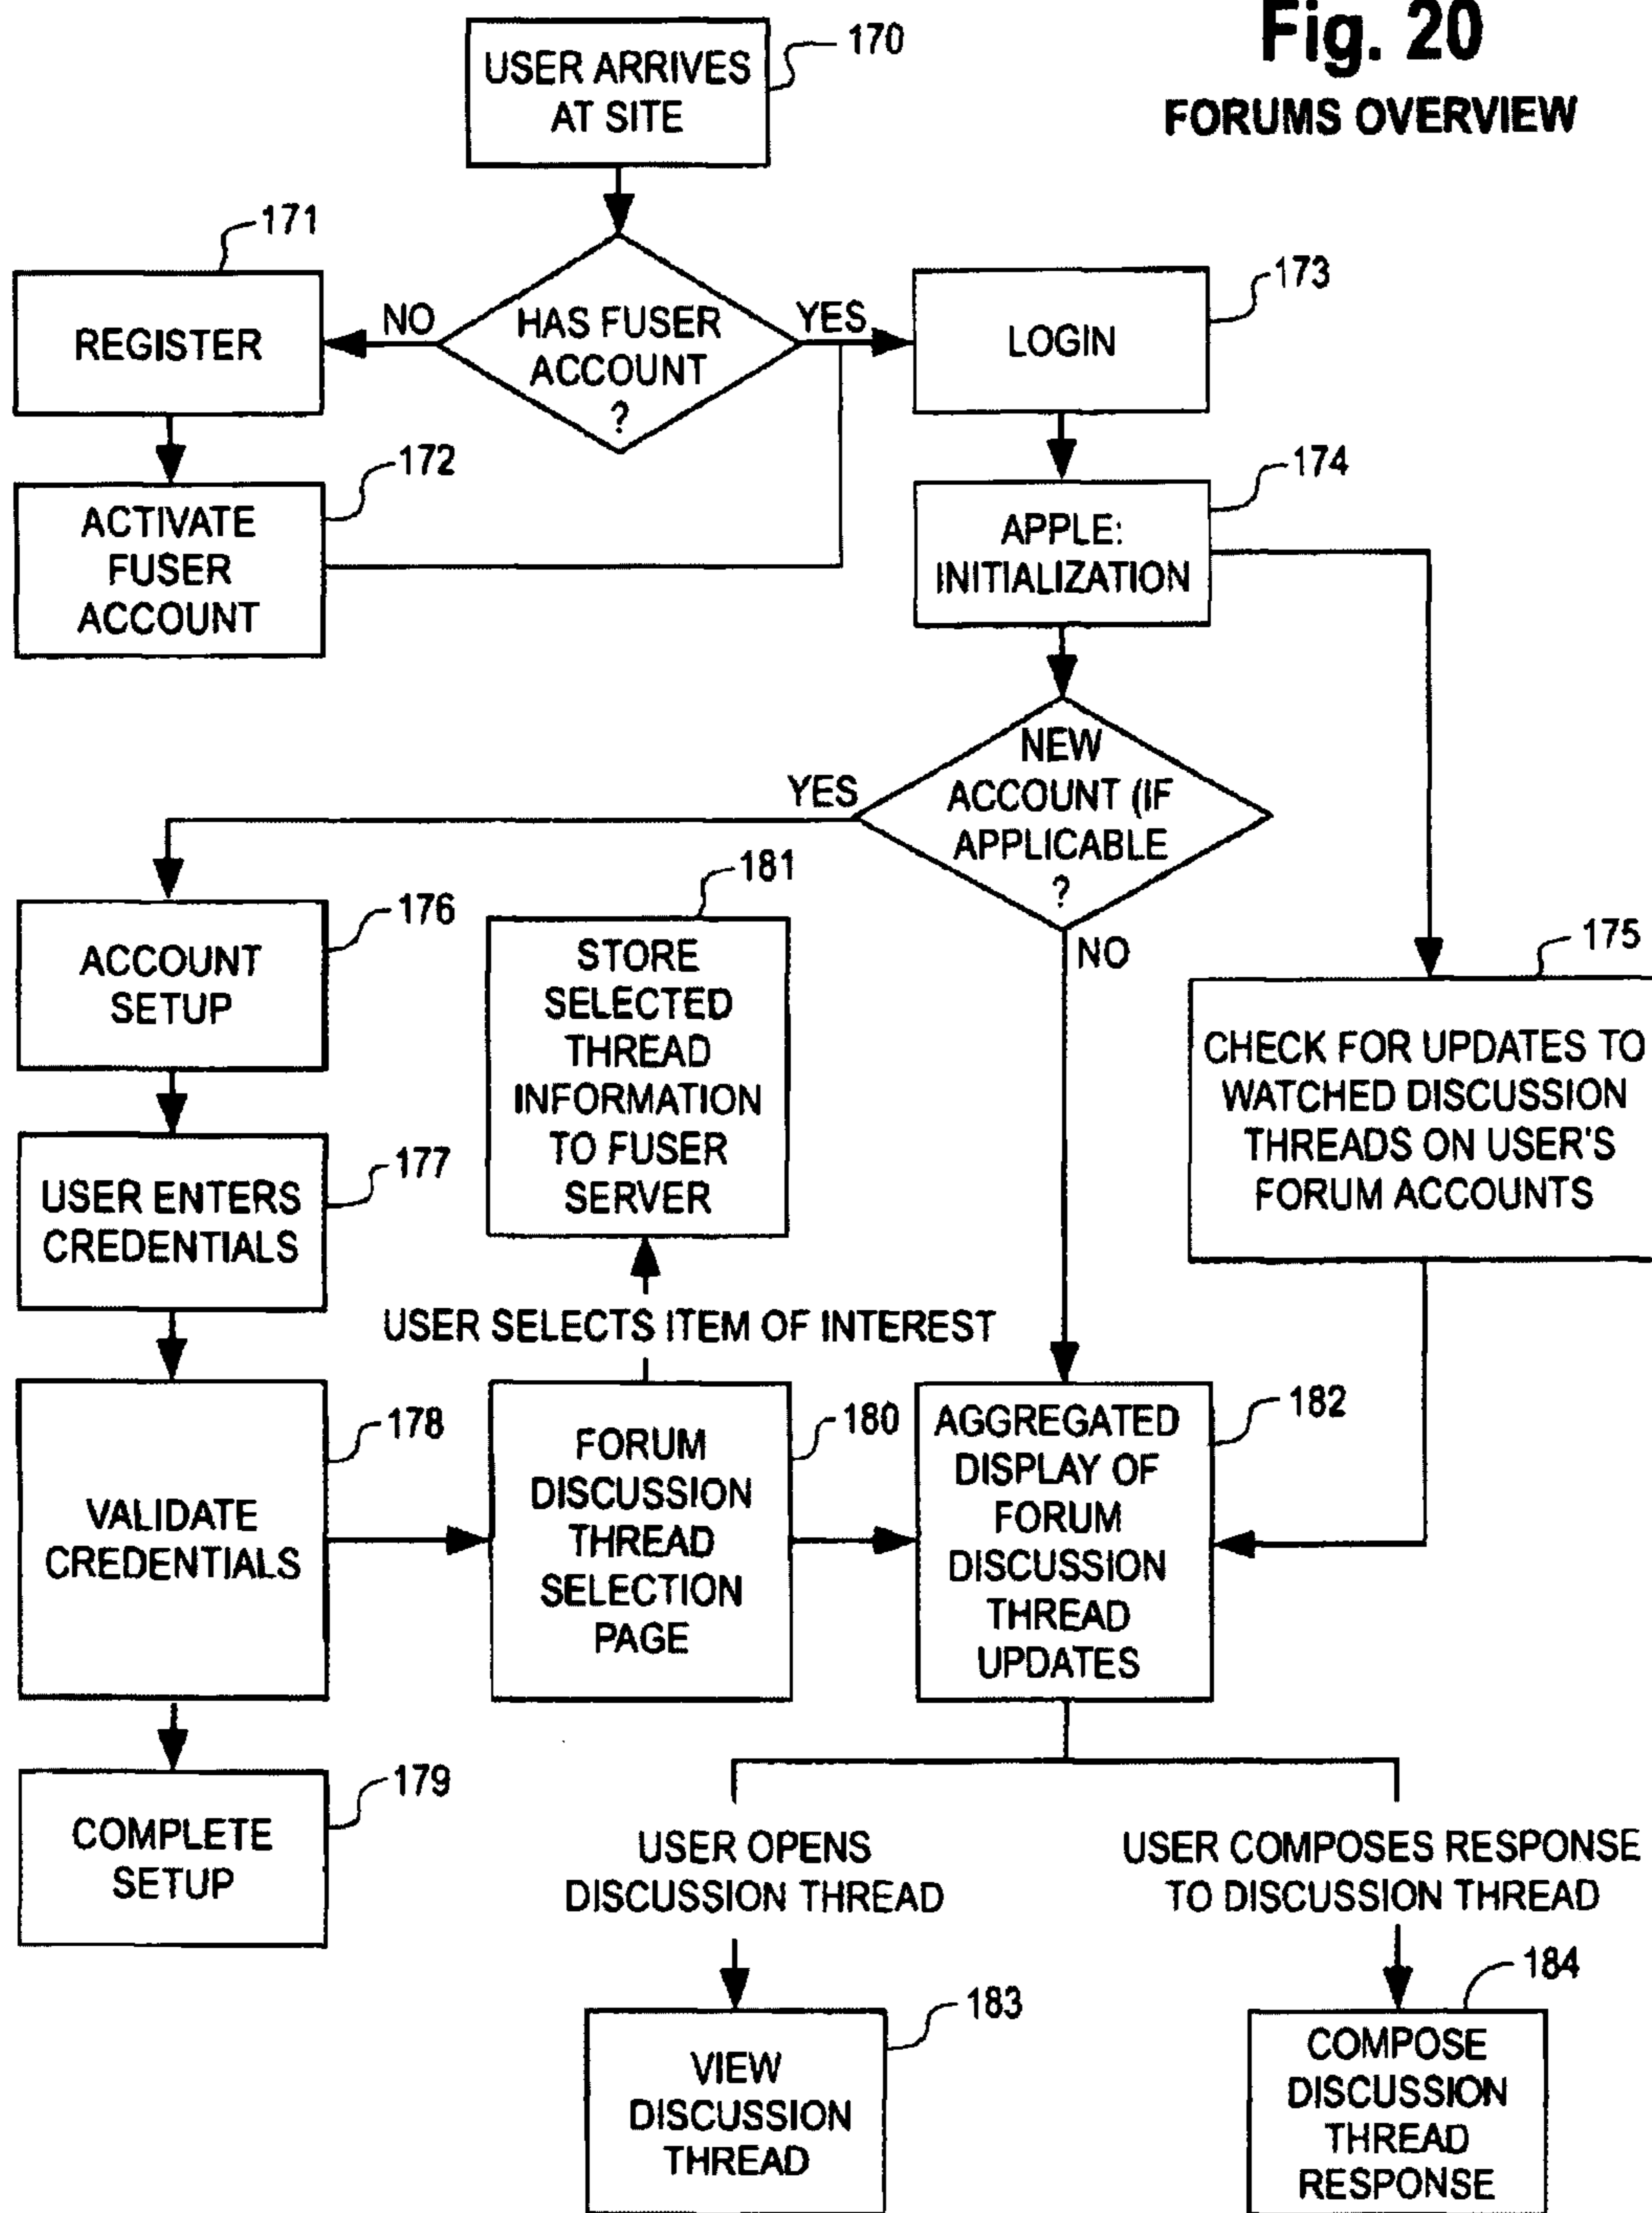 Fig. 20
FORUMS OVERVIEW
USER ARRIVES
AT SITE
170
171
REGISTER
NO
HAS FUSER
ACCOUNT
?
YES
173
LOGIN
172
ACTIVATE
FUSER
ACCOUNT
174
APPLE:
INITIALIZATION
NEW
ACCOUNT (IF
APPLICABLE
?
YES
NO
175
CHECK FOR UPDATES TO
WATCHED DISCUSSION
THREADS ON USER'S
FORUM ACCOUNTS
176
ACCOUNT
SETUP
181
STORE
SELECTED
THREAD
INFORMATION
TO FUSER
SERVER
177
USER ENTERS
CREDENTIALS
USER SELECTS ITEM OF INTEREST
178
VALIDATE
CREDENTIALS
180
FORUM
DISCUSSION
THREAD
SELECTION
PAGE
182
AGGREGATED
DISPLAY OF
FORUM
DISCUSSION
THREAD
UPDATES
179
COMPLETE
SETUP
USER OPENS
DISCUSSION THREAD
USER COMPOSES RESPONSE
TO DISCUSSION THREAD
183
VIEW
DISCUSSION
THREAD
184
COMPOSE
DISCUSSION
THREAD
RESPONSE